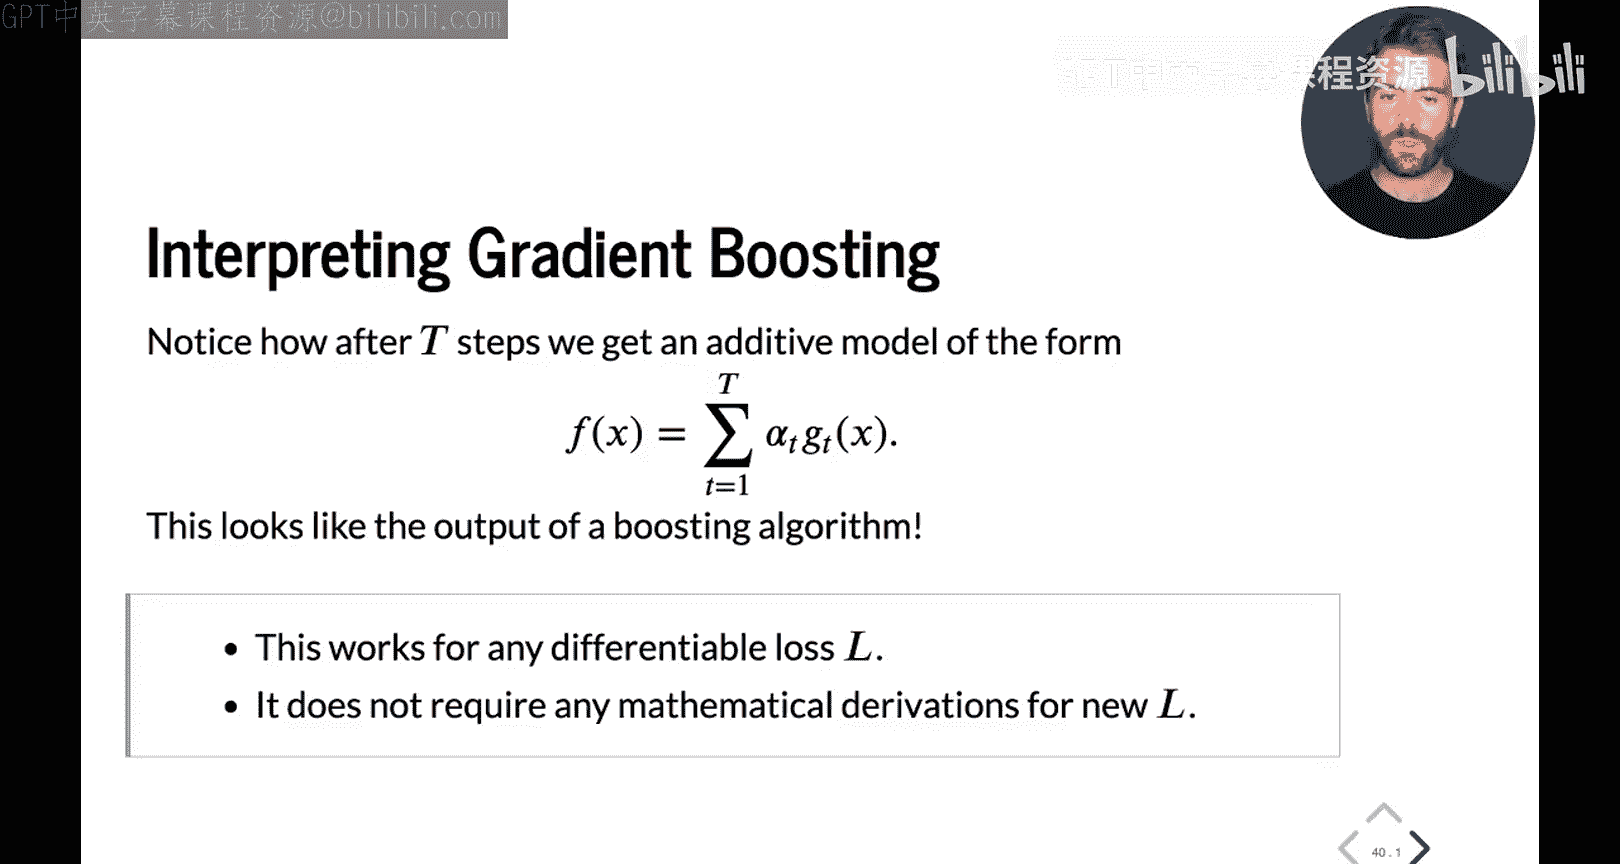 GPT中英字幕课程资源@bilibili.com
课程资源 bilibili
Interpreting Gradient Boosting
Notice how after T steps we get an additive model of the form
f(x) = \sum_{t=1}^{T} α_t g_t(x).
This looks like the output of a boosting algorithm!
• This works for any differentiable loss L.
• It does not require any mathematical derivations for new L.
40.1